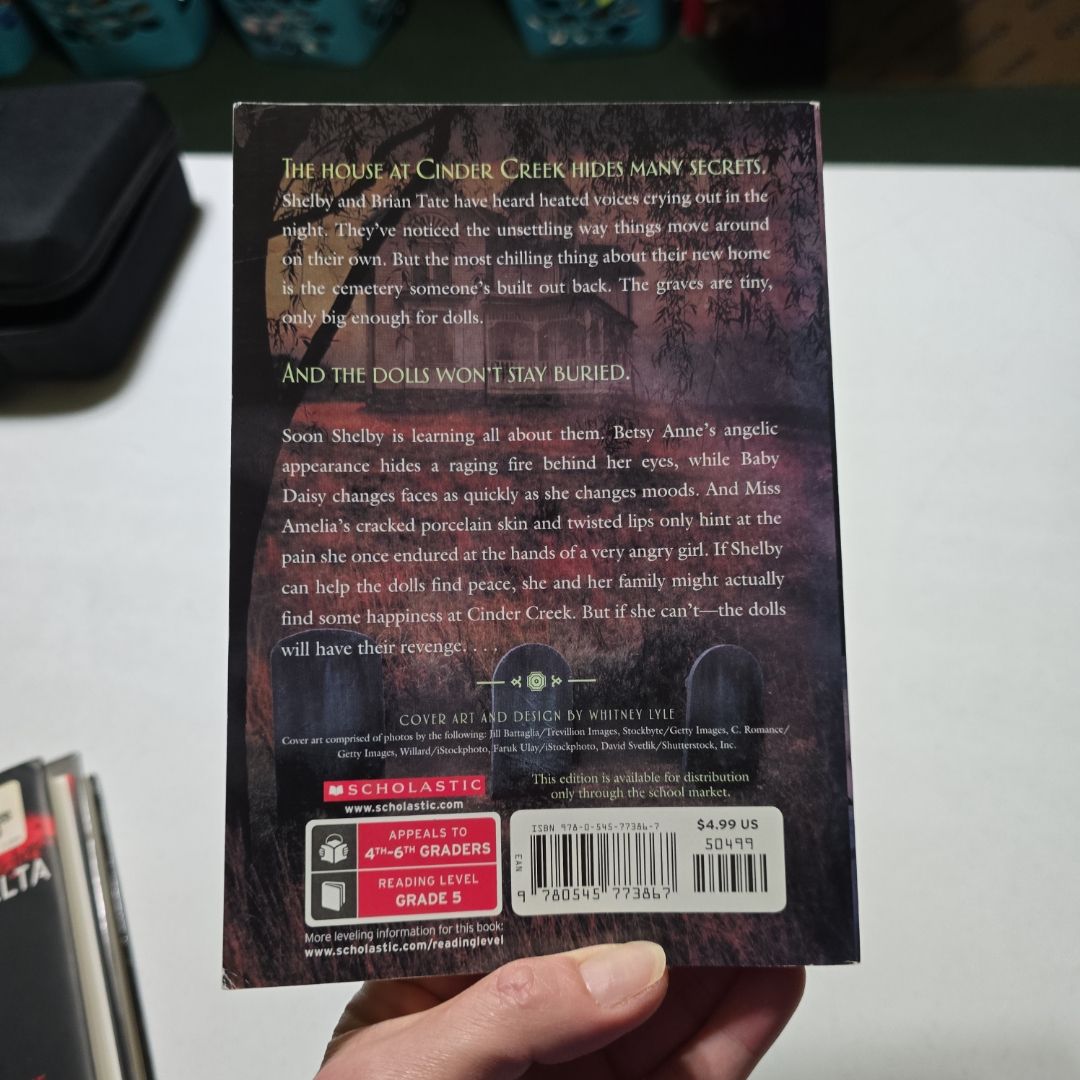 THE HOUSE AT CINDER CREEK HIDES MANY SECRETS.
Shelby and Brian Tate have heard heated voices crying out in the
night. They've noticed the unsettling way things move around
on their own. But the most chilling thing about their new home
is the cemetery someone's built out back. The graves are tiny,
only big enough for dolls.
AND THE DOLLS WON'T STAY BURIED.
Soon Shelby is learning all about them. Betsy Anne's angelic
appearance hides a raging fire behind her eyes, while Baby
Daisy changes faces as quickly as she changes moods. And Miss
Amelia's cracked porcelain skin and twisted lips only hint at the
pain she once endured at the hands of a very angry girl. If Shelby
can help the dolls find peace, she and her family might actually
find some happiness at Cinder Creek. But if she can't—the dolls
will have their revenge. . . .
COVER ART AND DESIGN BY WHITNEY LYLE
Cover art comprised of photos by the following: Jill Battaglia/Trevillion Images, Stockbyte/Getty Images, C. Romance/
Getty Images, Willard/iStockphoto, Faruk Ulay/iStockphoto, David Svetlik/Shutterstock, Inc.
SCHOLASTIC
www.scholastic.com
This edition is available for distribution
only through the school market.
APPEALS TO
4TH–6TH GRADERS
READING LEVEL
GRADE 5
More leveling information for this book:
www.scholastic.com/readinglevel
ISBN 978-0-545-77386-7
$4.99 US
50499
EAN
9 780545 773867
ELTA